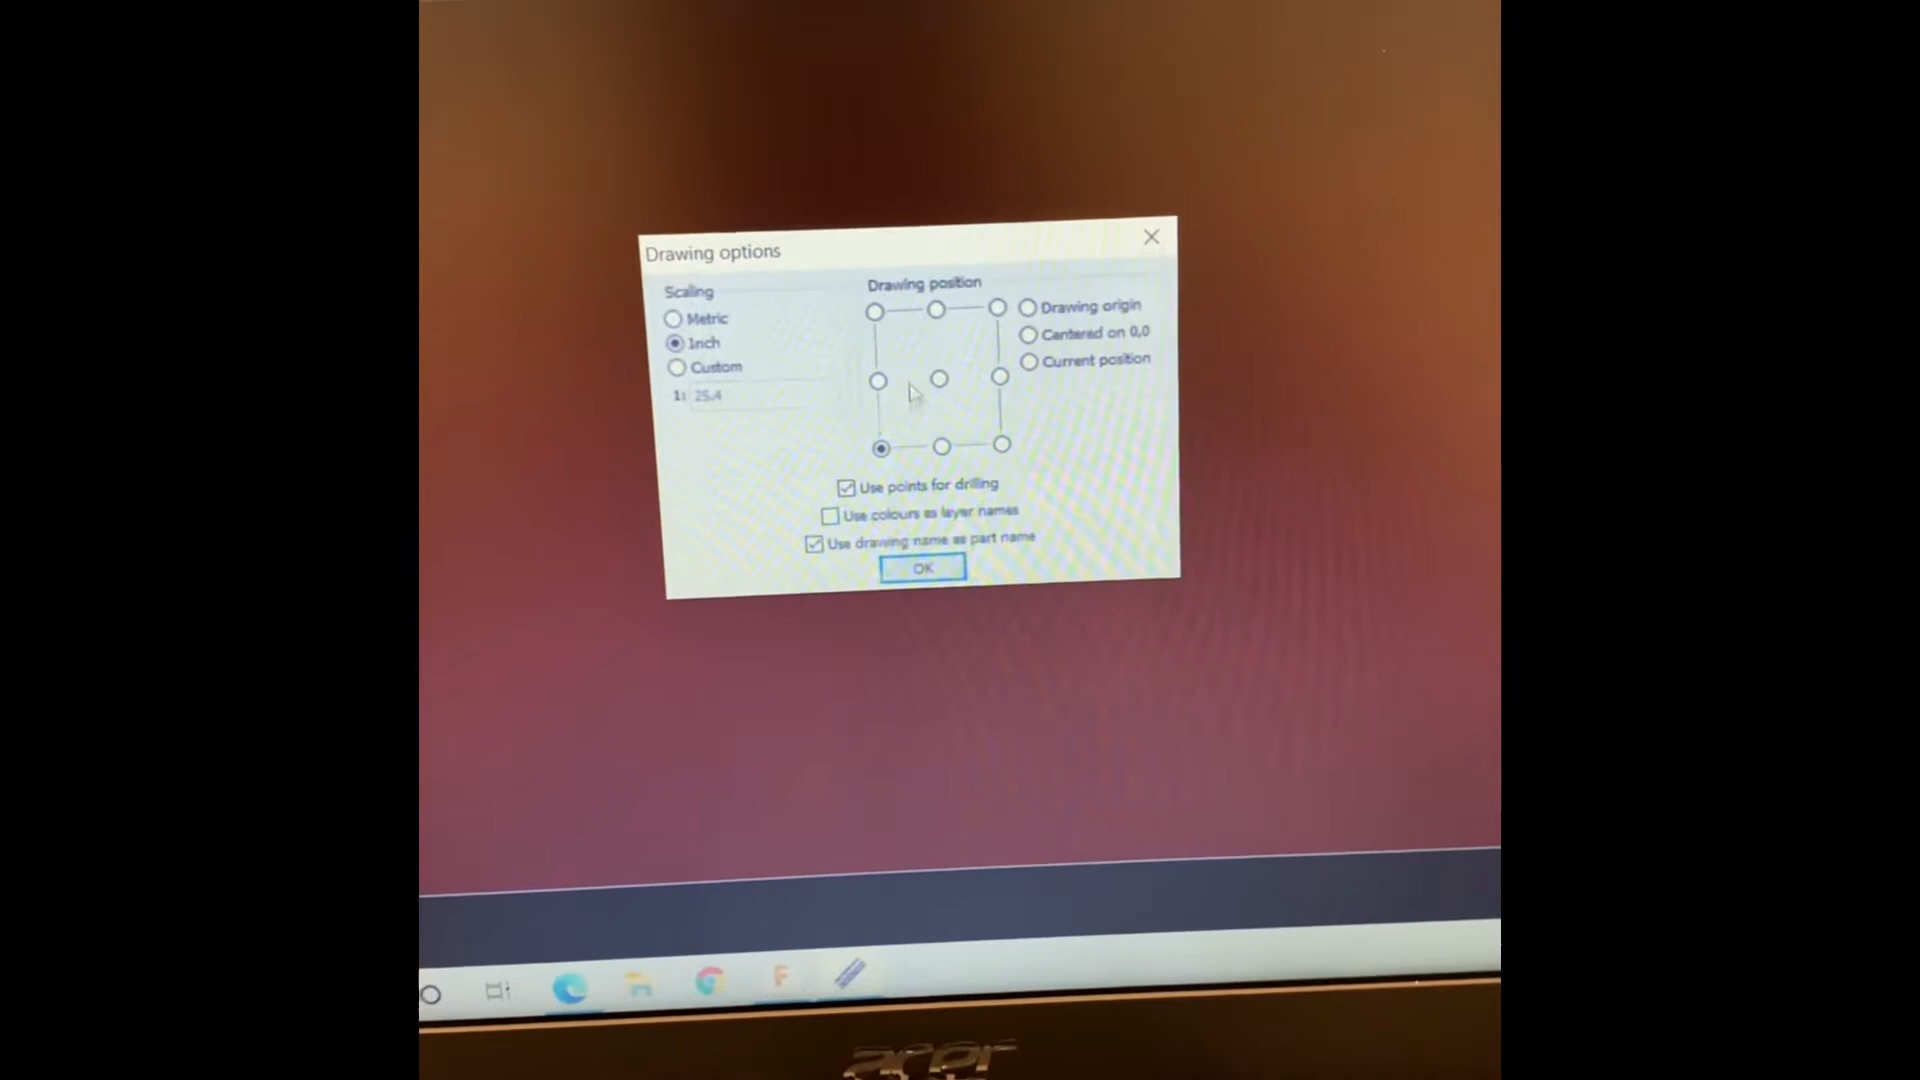 Drawing options
Scaling
Metric
Inch
Custom
1: 25.4
Drawing position
Drawing origin
Centered on 0,0
Current position
Use points for drilling
Use colours as layer names
Use drawing name as part name
OK
F
acer